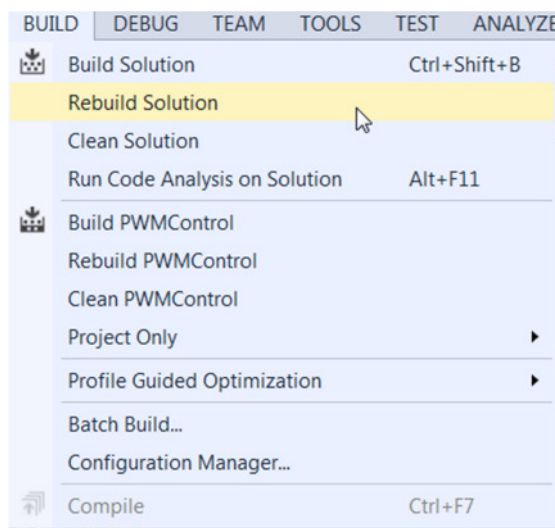 BUILD DEBUG TEAM TOOLS TEST ANALYZE
Build Solution Ctrl+Shift+B
Rebuild Solution
Clean Solution
Run Code Analysis on Solution Alt+F11
Build PWMControl
Rebuild PWMControl
Clean PWMControl
Project Only
Profile Guided Optimization
Batch Build...
Configuration Manager...
Compile Ctrl+F7